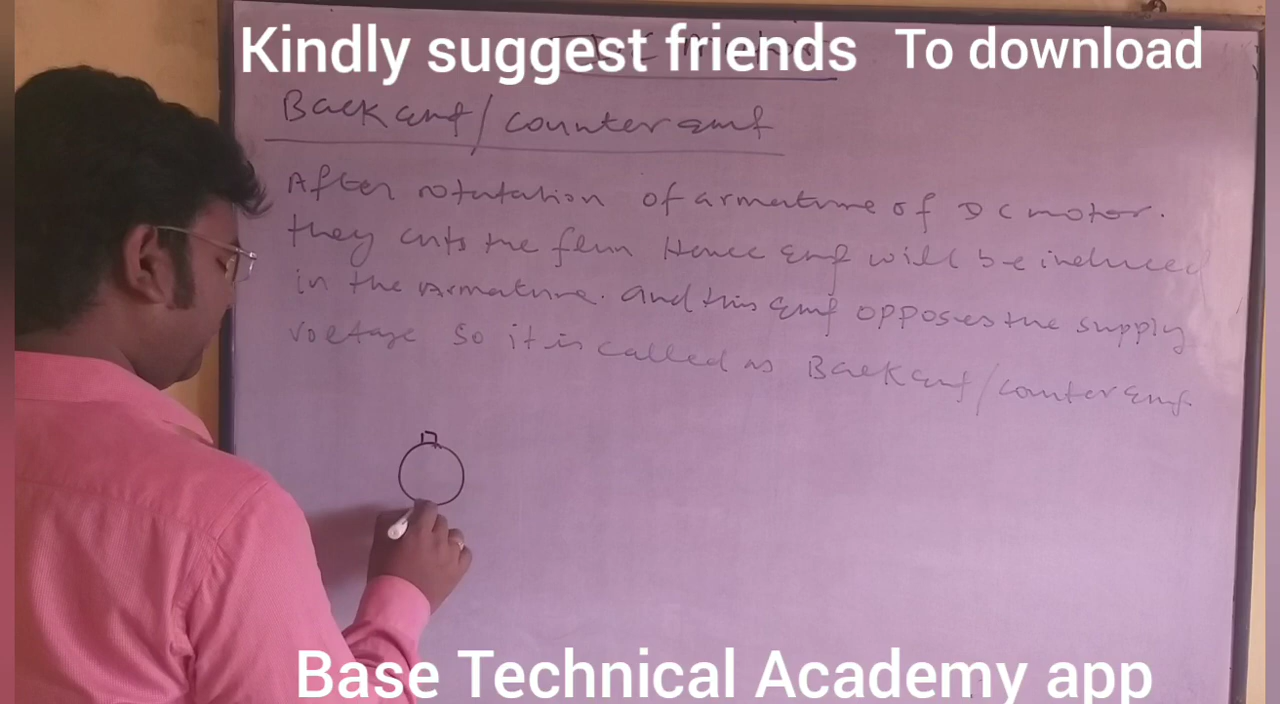 Kindly suggest friends To download
Back emf/counter emf
After rotatation of armature of DC motor.
they cuts the flux Hence emf will be induced
in the Armature. and this emf opposes the supply
voltage so it is called as Back emf/counter emf.
Base Technical Academy app